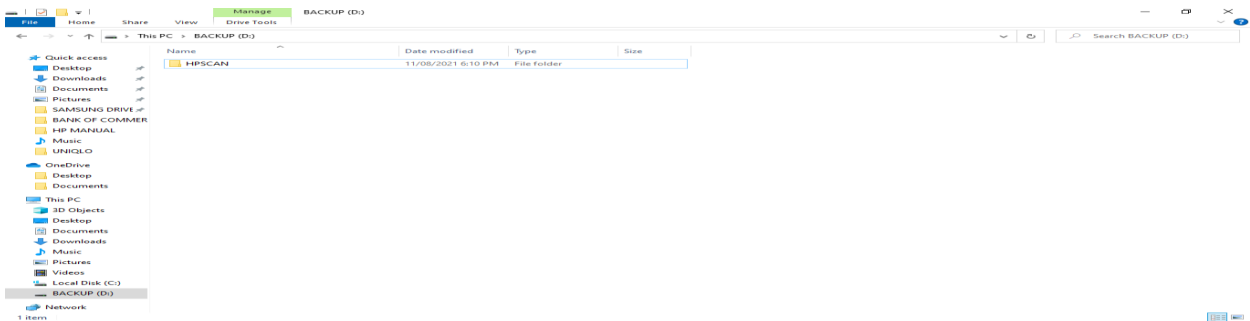 Manage BACKUP (D:)
File Home Share View Drive Tools
This PC BACKUP (D:) Search BACKUP (D:)
Name Date modified Type Size
HPSCAN 11/08/2021 6:10 PM File folder
Quick access
Desktop
Downloads
Documents
Pictures
SAMSUNG DRIVE
BANK OF COMMER
HP MANUAL
Music
UNIQLO
OneDrive
Desktop
Documents
This PC
3D Objects
Desktop
Documents
Downloads
Music
Pictures
Videos
Local Disk (C:)
BACKUP (D:)
Network
1 item